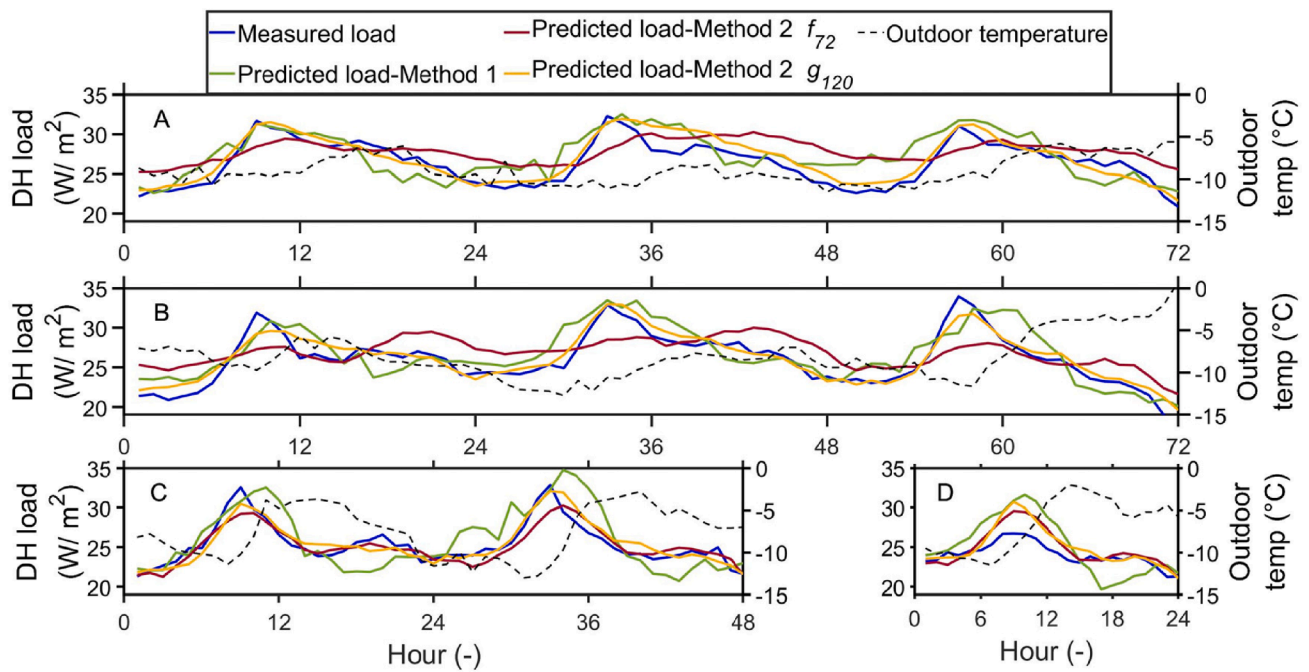 Measured load
Predicted load-Method 2 f72
Outdoor temperature
Predicted load-Method 1
Predicted load-Method 2 g120
DH load
(W/ m2)
35
30
25
20
A
0
-5
-10
-15
Outdoor
temp (°C)
0
12
24
36
48
60
72
DH load
(W/ m2)
35
30
25
20
B
0
-5
-10
-15
Outdoor
temp (°C)
0
12
24
36
48
60
72
DH load
(W/ m2)
35
30
25
20
C
0
-5
-10
-15
0
12
24
36
48
Hour (-)
35
30
25
20
D
0
-5
-10
-15
Outdoor
temp (°C)
0
6
12
18
24
Hour (-)